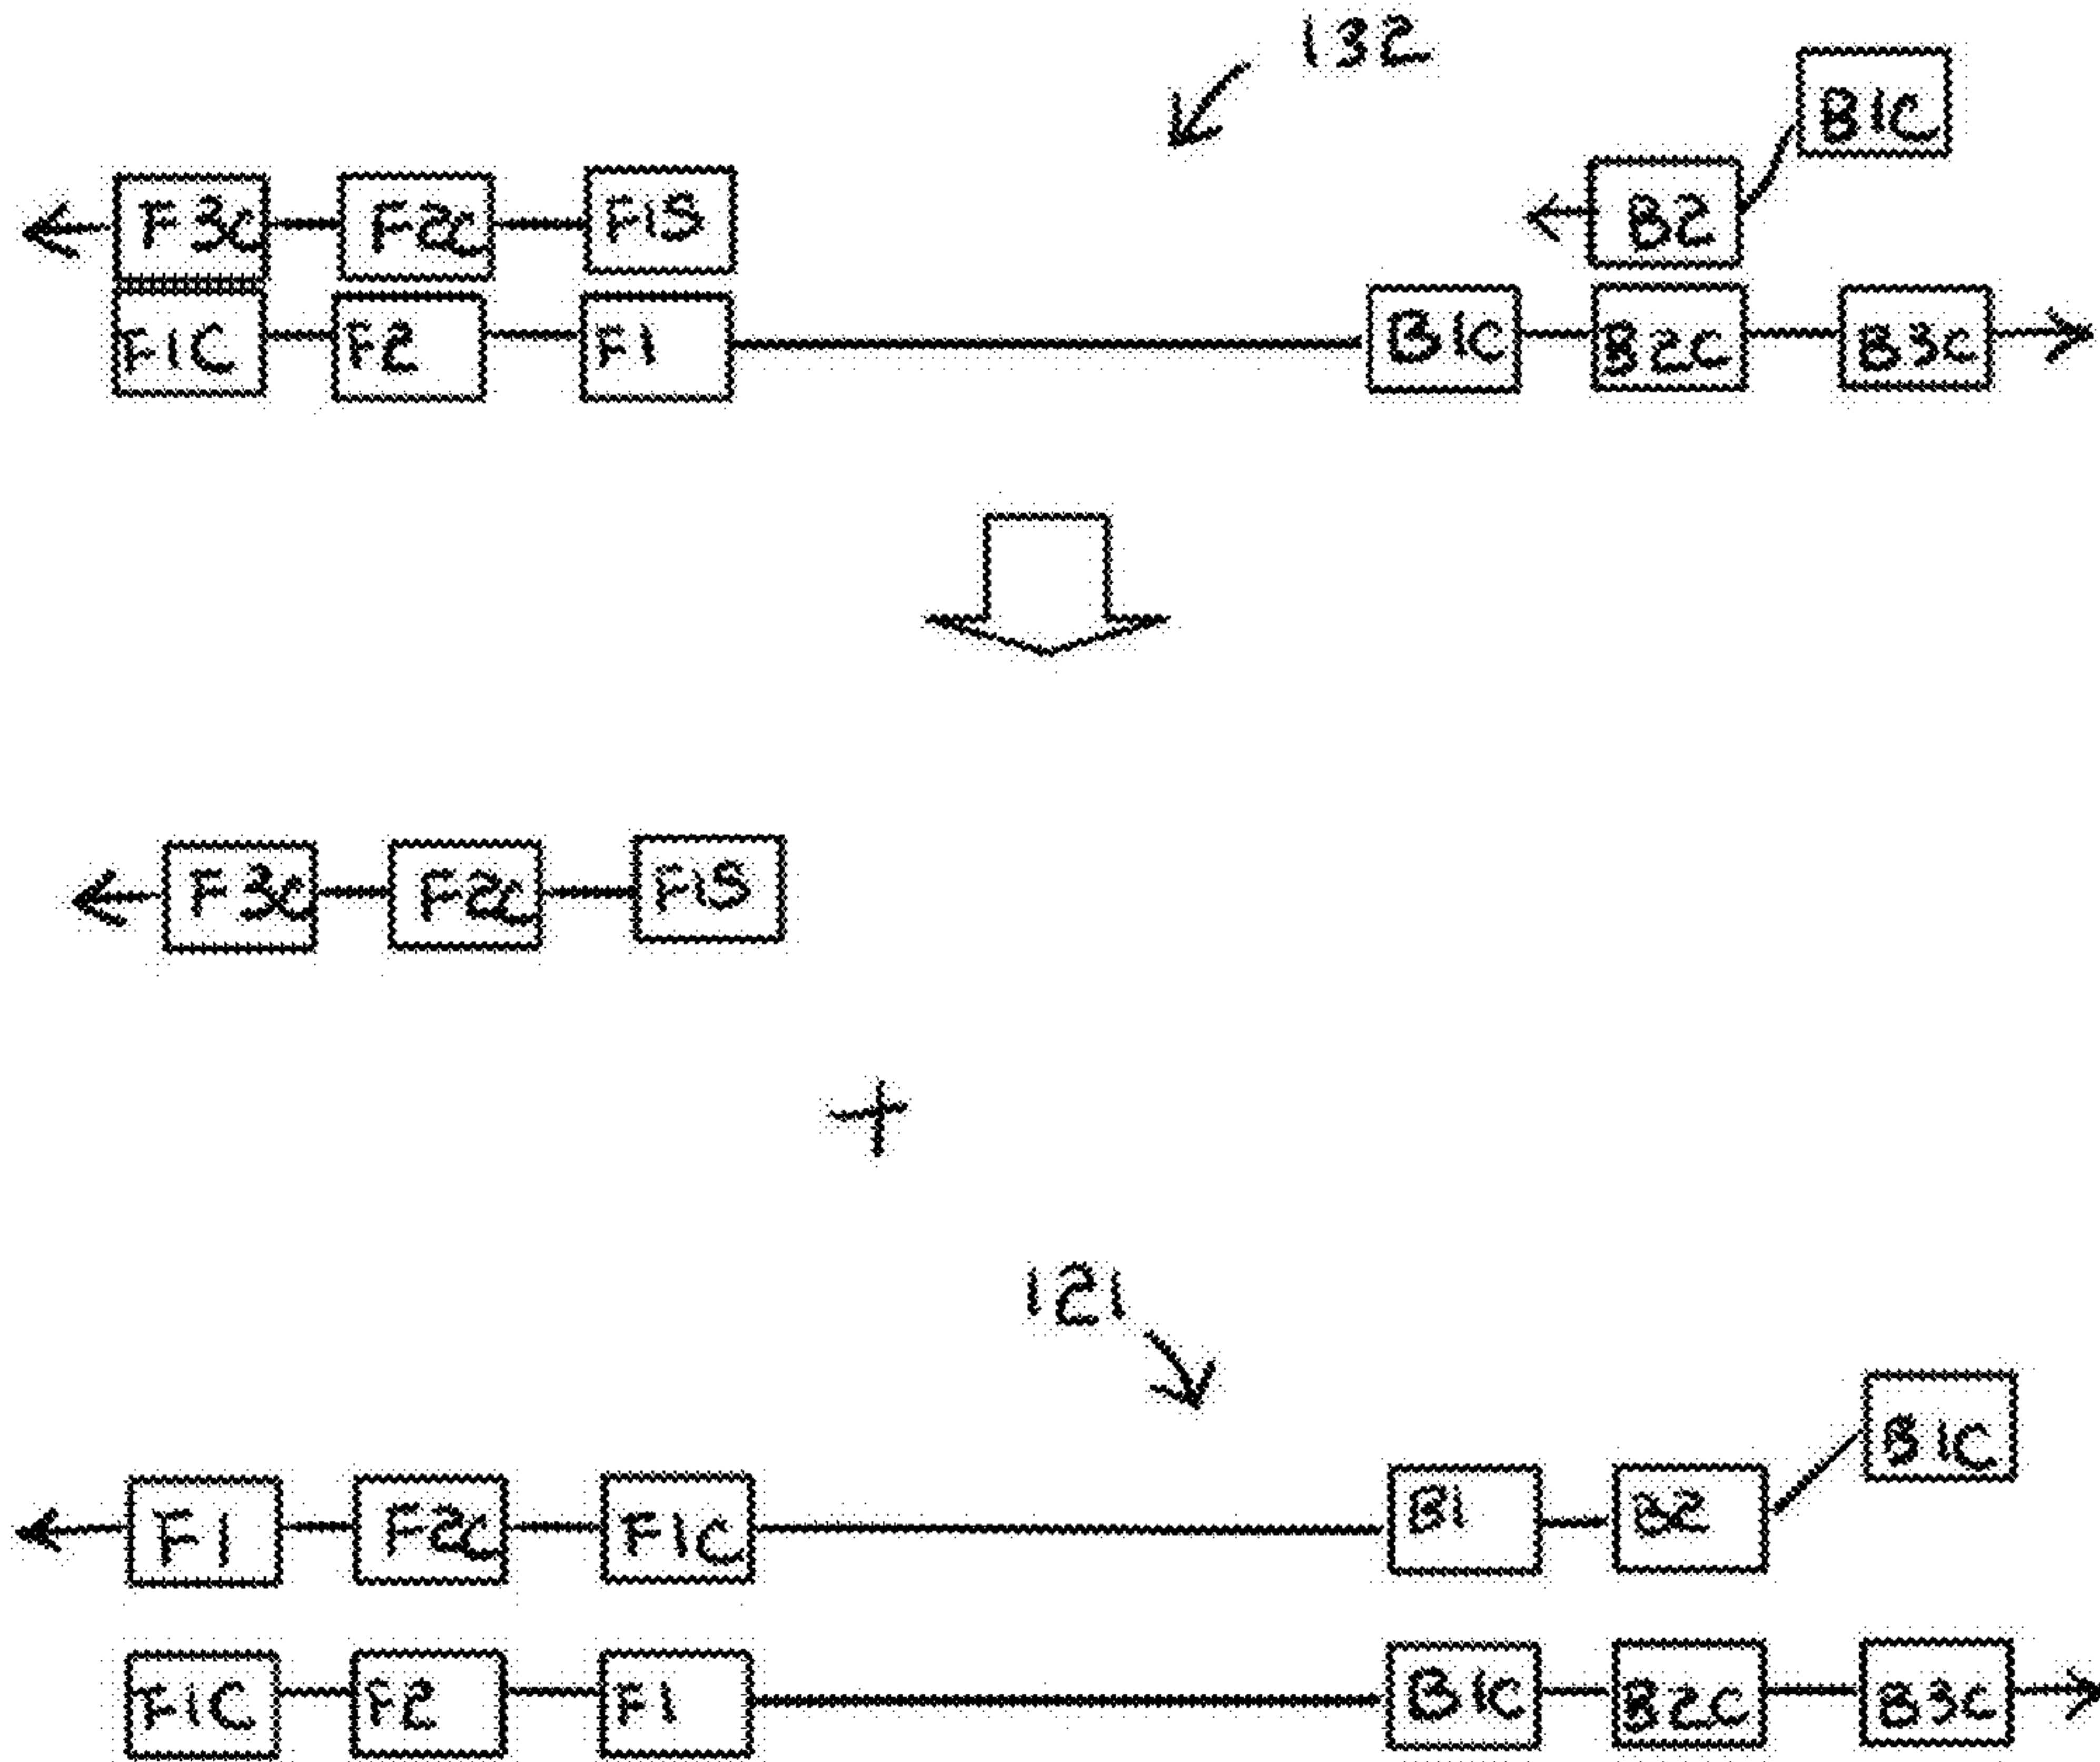 132
B1C
F3C F2C F1S B2
F1C F2 F1 B1C B2C B3C
F3C F2C F1S
+
121
B1C
F1 F2C F1C B1 B2
F1C F2 F1 B1C B2C B3C